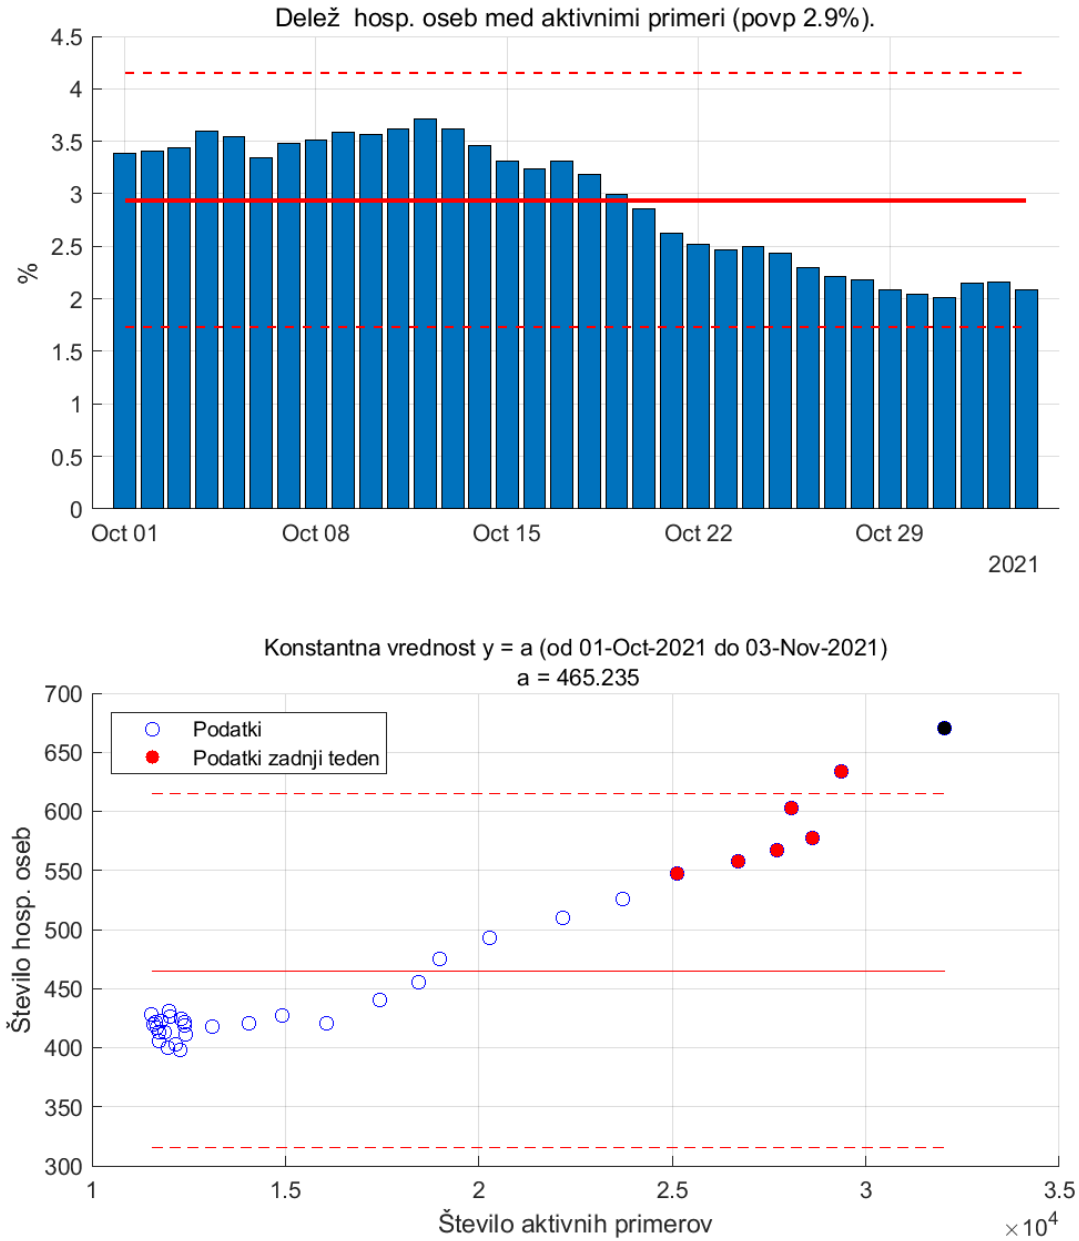 Delež hosp. oseb med aktivnimi primeri (povp 2.9%).
4.5
4
3.5
3
2.5
2
1.5
1
0.5
0
%
Oct 01 Oct 08 Oct 15 Oct 22 Oct 29
2021
Konstantna vrednost y = a (od 01-Oct-2021 do 03-Nov-2021)
a = 465.235
700
650
600
550
500
450
400
350
300
Število hosp. oseb
Podatki
Podatki zadnji teden
1 1.5 2 2.5 3 3.5
Število aktivnih primerov
×10⁴